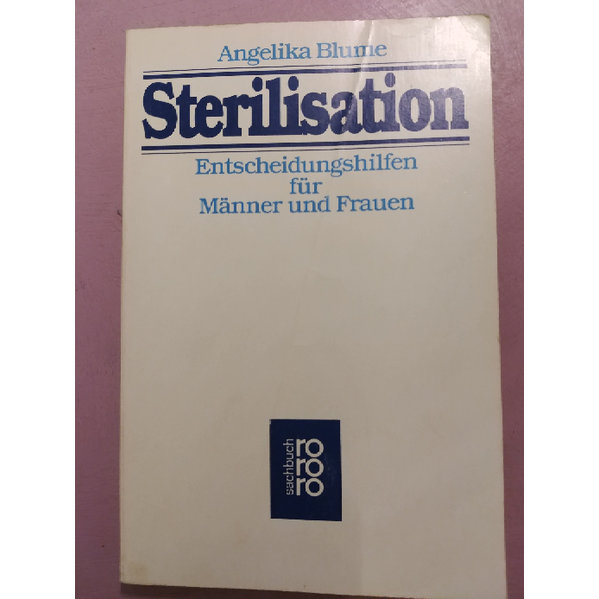 Angelika Blume
Sterilisation
Entscheidungshilfen
für
Männer und Frauen
sachbuch
ro
ro
ro